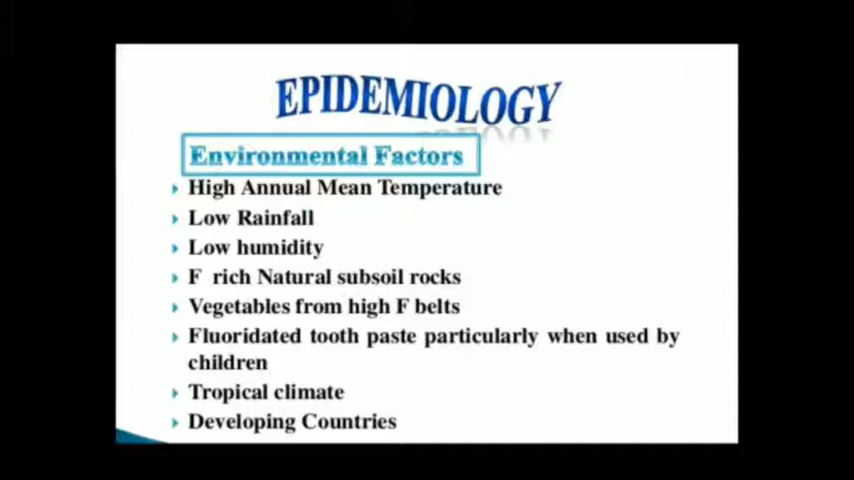 EPIDEMIOLOGY
Environmental Factors
High Annual Mean Temperature
Low Rainfall
Low humidity
F rich Natural subsoil rocks
Vegetables from high F belts
Fluoridated tooth paste particularly when used by
children
Tropical climate
Developing Countries